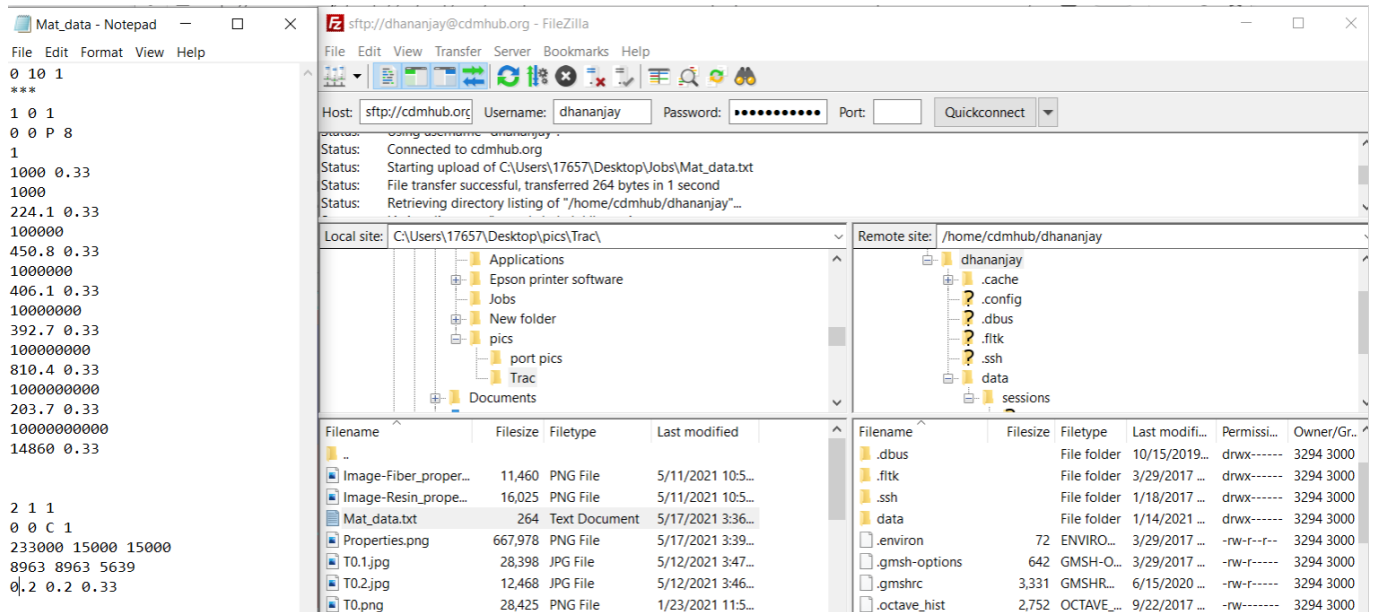 Mat_data - Notepad
File Edit Format View Help
0 10 1
***
1 0 1
0 0 P 8
1
1000 0.33
1000
224.1 0.33
100000
450.8 0.33
1000000
406.1 0.33
10000000
392.7 0.33
100000000
810.4 0.33
1000000000
203.7 0.33
10000000000
14860 0.33
2 1 1
0 0 C 1
233000 15000 15000
8963 8963 5639
0.2 0.2 0.33
sftp://dhananjay@cdmhub.org - FileZilla
File Edit View Transfer Server Bookmarks Help
Host: sftp://cdmhub.org Username: dhananjay Password: ●●●●●●●●●●● Port: Quickconnect
Status: Using username "dhananjay".
Status: Connected to cdmhub.org
Status: Starting upload of C:\Users\17657\Desktop\Jobs\Mat_data.txt
Status: File transfer successful, transferred 264 bytes in 1 second
Status: Retrieving directory listing of "/home/cdmhub/dhananjay"...
Local site: C:\Users\17657\Desktop\pics\Trac\
Applications
Epson printer software
Jobs
New folder
pics
port pics
Trac
Documents
Remote site: /home/cdmhub/dhananjay
dhananjay
.cache
.config
.dbus
.fltk
.ssh
data
sessions
Filename Filesize Filetype Last modified
..
Image-Fiber_proper... 11,460 PNG File 5/11/2021 10:5...
Image-Resin_prope... 16,025 PNG File 5/11/2021 10:5...
Mat_data.txt 264 Text Document 5/17/2021 3:36...
Properties.png 667,978 PNG File 5/17/2021 3:39...
T0.1.jpg 28,398 JPG File 5/12/2021 3:47...
T0.2.jpg 12,468 JPG File 5/12/2021 3:46...
T0.png 28,425 PNG File 1/23/2021 11:5...
Filename Filesize Filetype Last modifi... Permissi... Owner/Gr...
.dbus File folder 10/15/2019... drwx------ 3294 3000
.fltk File folder 3/29/2017 ... drwx------ 3294 3000
.ssh File folder 1/18/2017 ... drwx------ 3294 3000
data File folder 1/14/2021 ... drwx------ 3294 3000
.environ 72 ENVIRO... 3/29/2017 ... -rw-r--r-- 3294 3000
.gmsh-options 642 GMSH-O... 3/29/2017 ... -rw-r----- 3294 3000
.gmshrc 3,331 GMSHR... 6/15/2020 ... -rw-r----- 3294 3000
.octave_hist 2,752 OCTAVE_... 9/22/2017 ... -rw------- 3294 3000